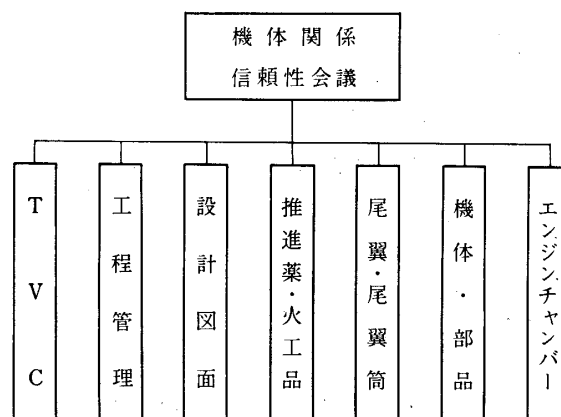 機体関係
信頼性会議
TVC
工程管理
設計図面
推進薬・火工品
尾翼・尾翼筒
機体・部品
エンジンチャンバー